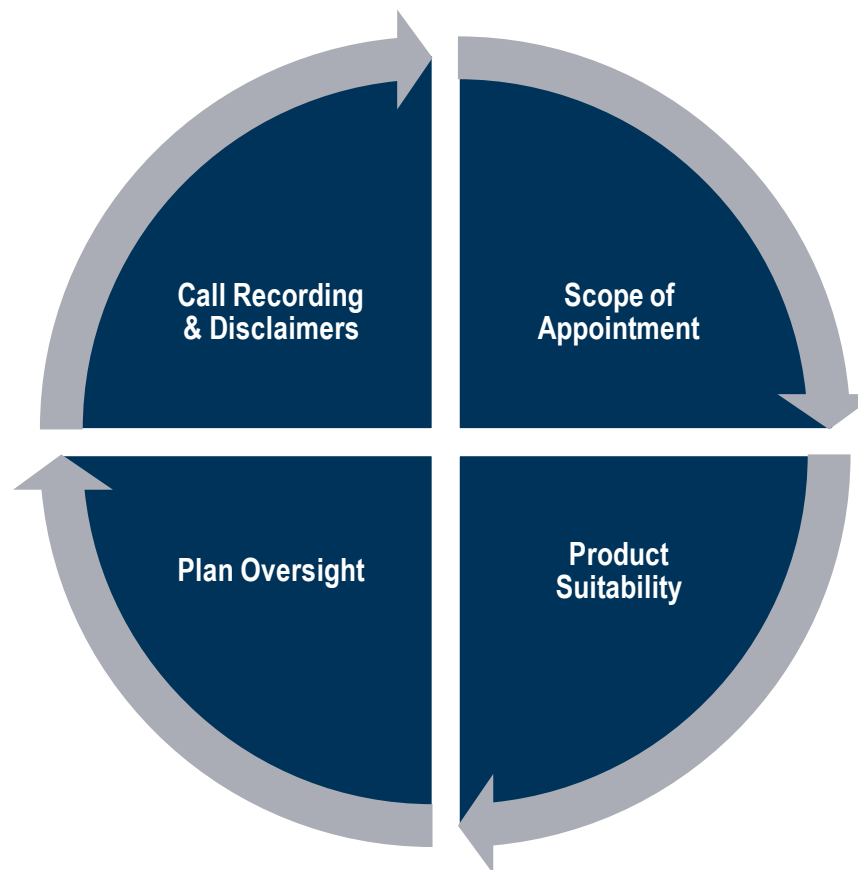 Call Recording
& Disclaimers
Scope of
Appointment
Plan Oversight
Product
Suitability